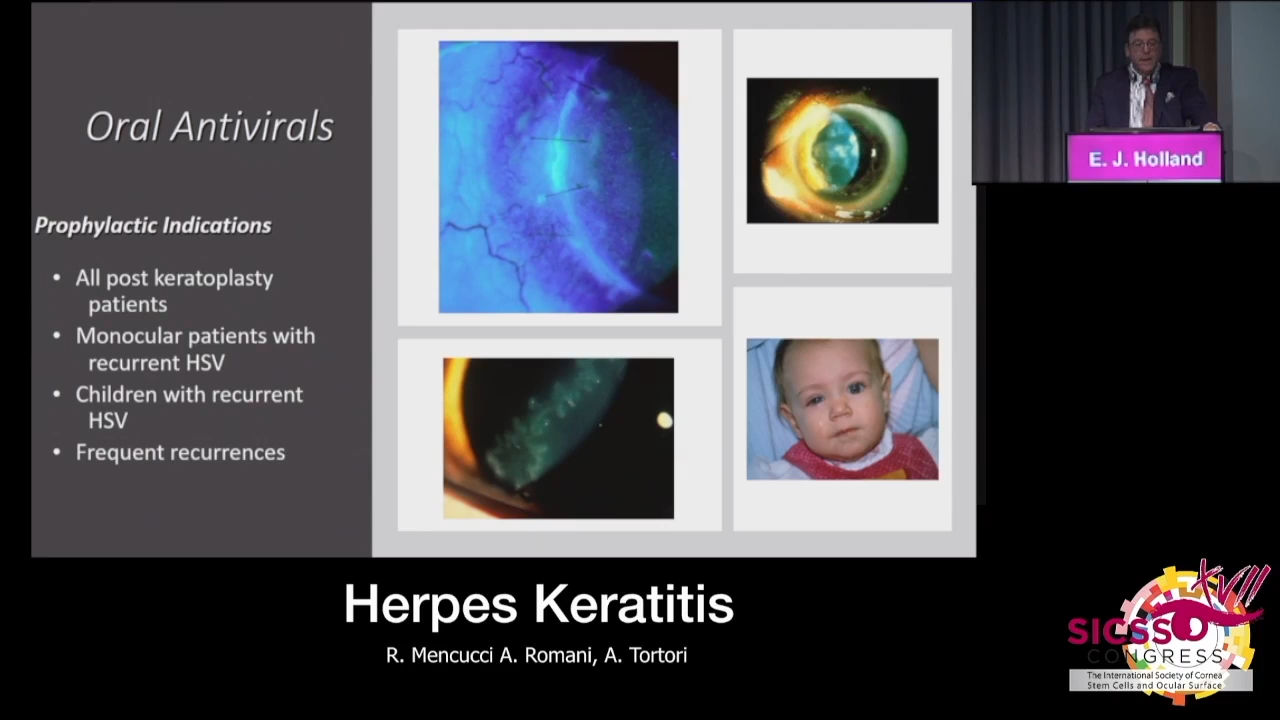 Oral Antivirals
Prophylactic Indications
• All post keratoplasty
patients
• Monocular patients with
recurrent HSV
• Children with recurrent
HSV
• Frequent recurrences
E. J. Holland
Herpes Keratitis
R. Mencucci A. Romani, A. Tortori
XVII
SICSSO
CONGRESS
The International Society of Cornea
Stem Cells and Ocular Surface